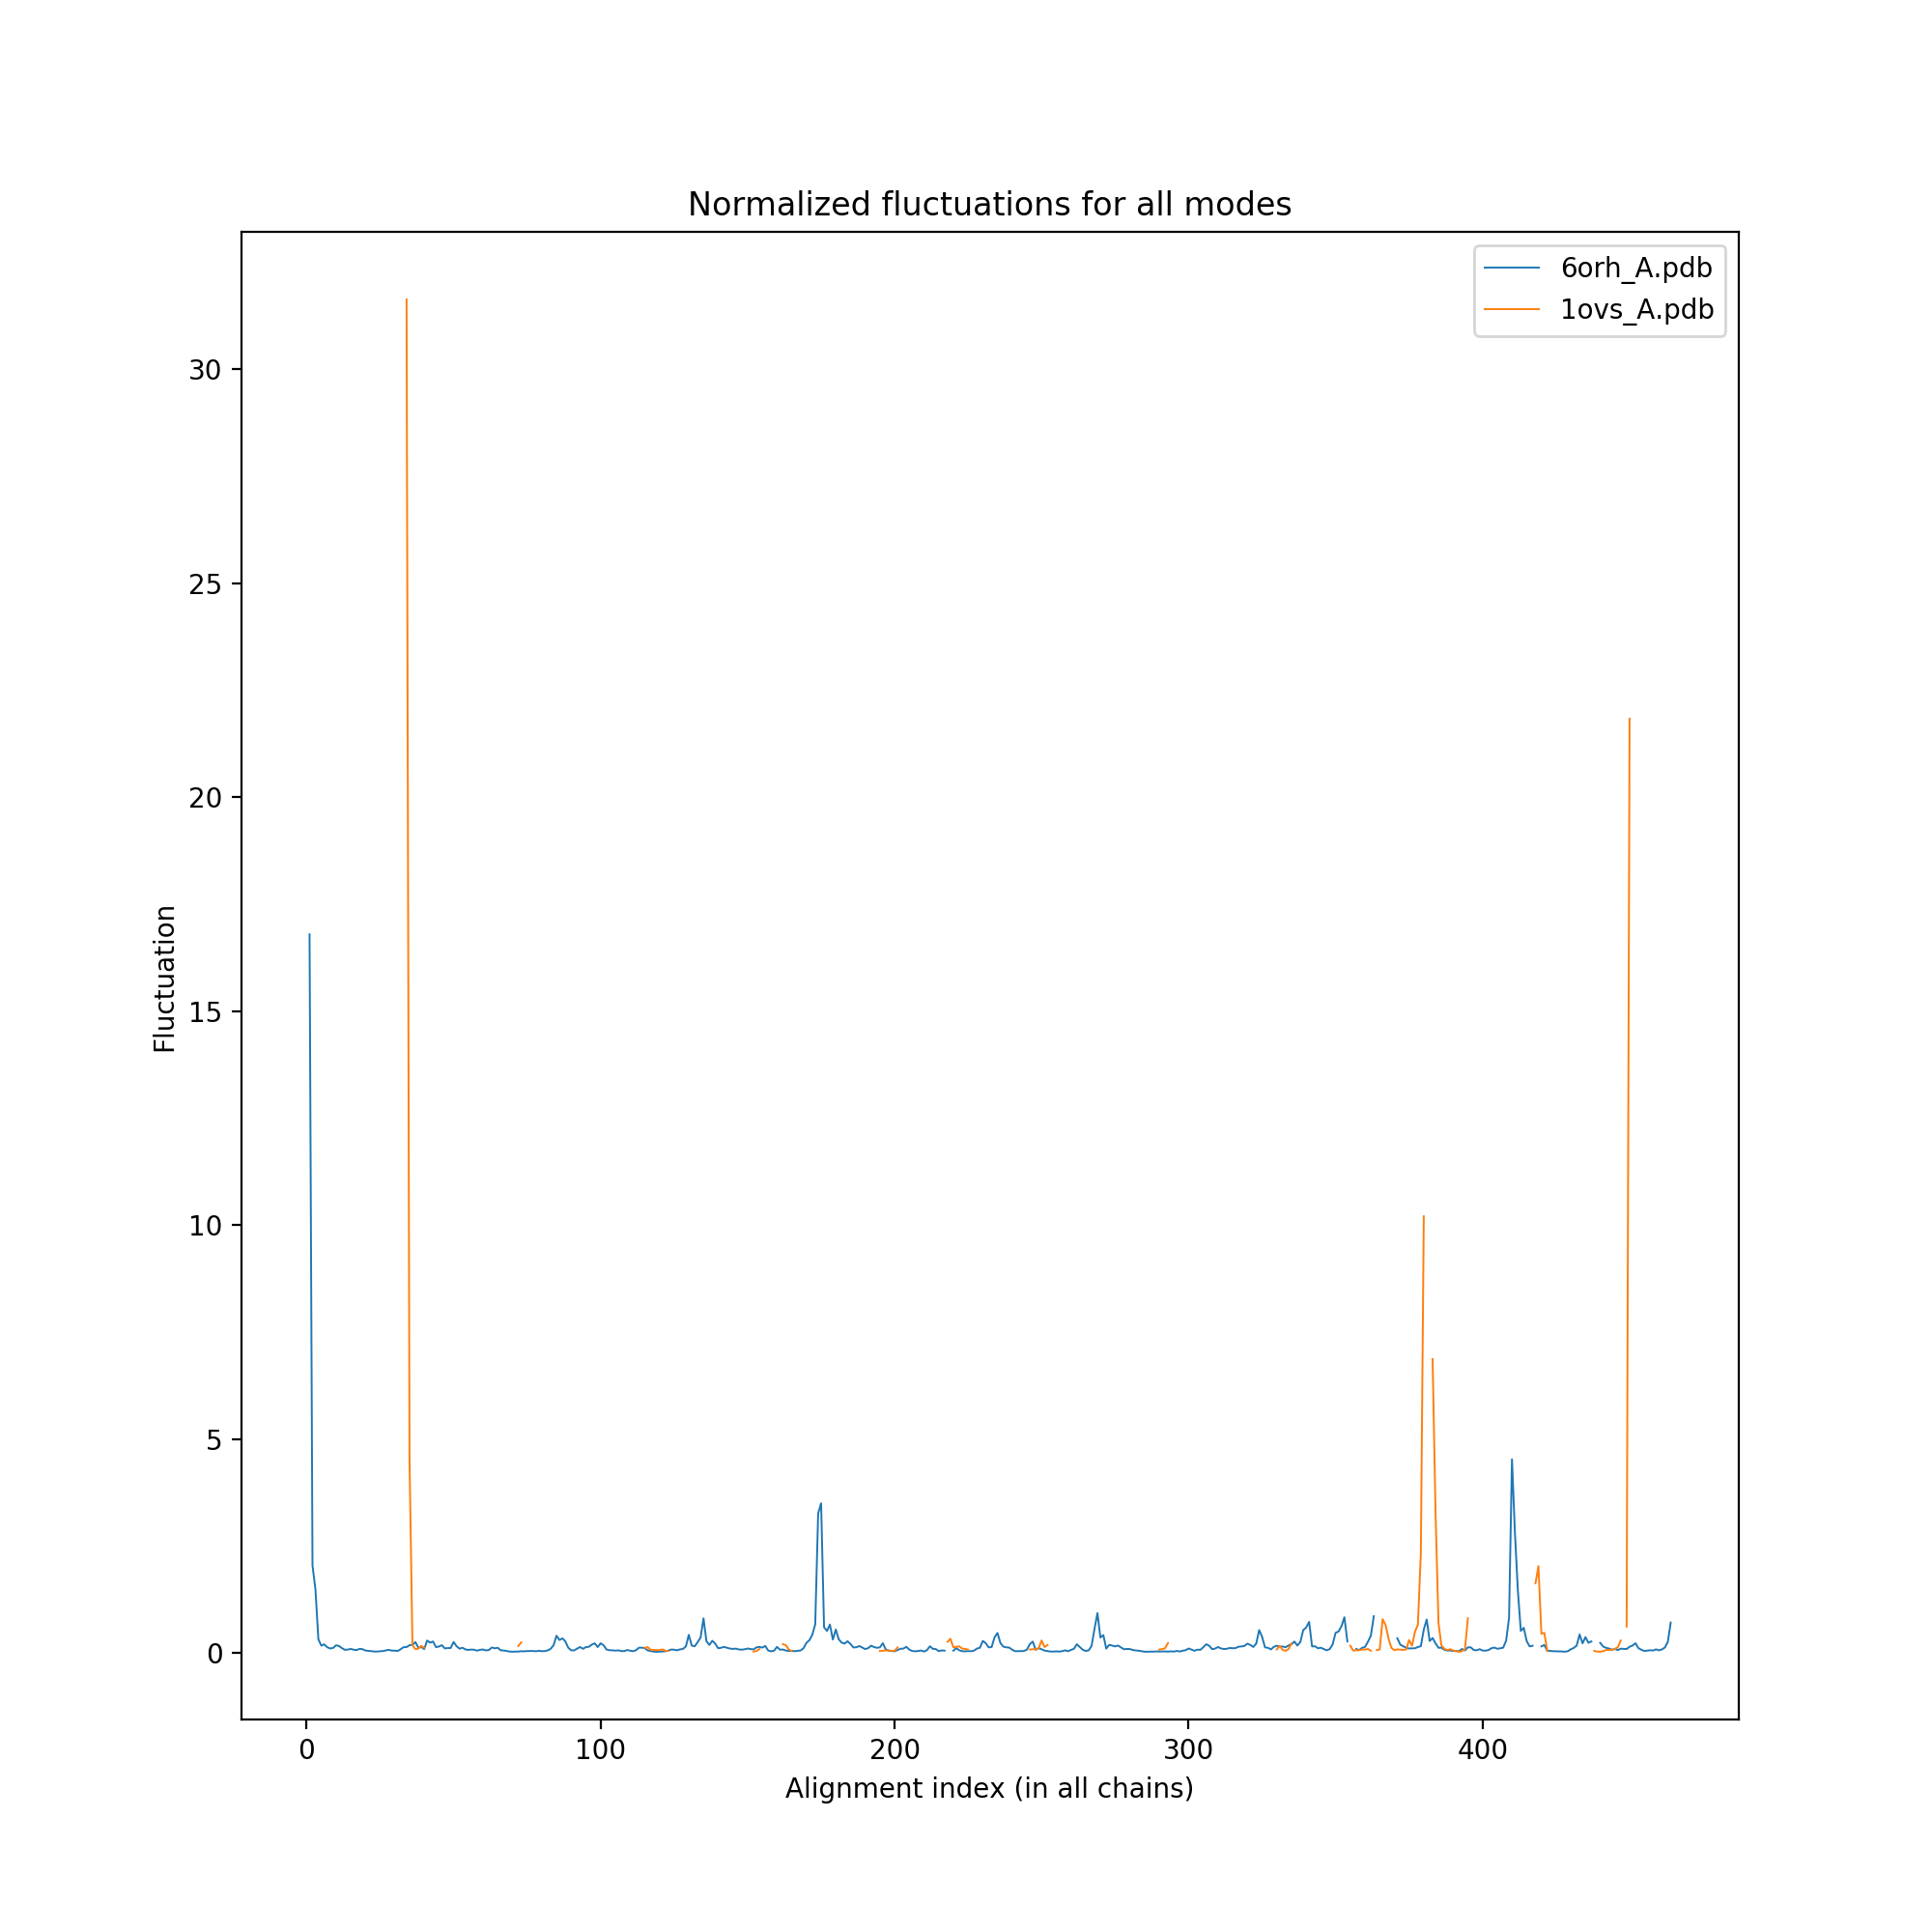 Normalized fluctuations for all modes
6orh_A.pdb
1ovs_A.pdb
30
25
20
15
10
5
0
Fluctuation
0 100 200 300 400
Alignment index (in all chains)